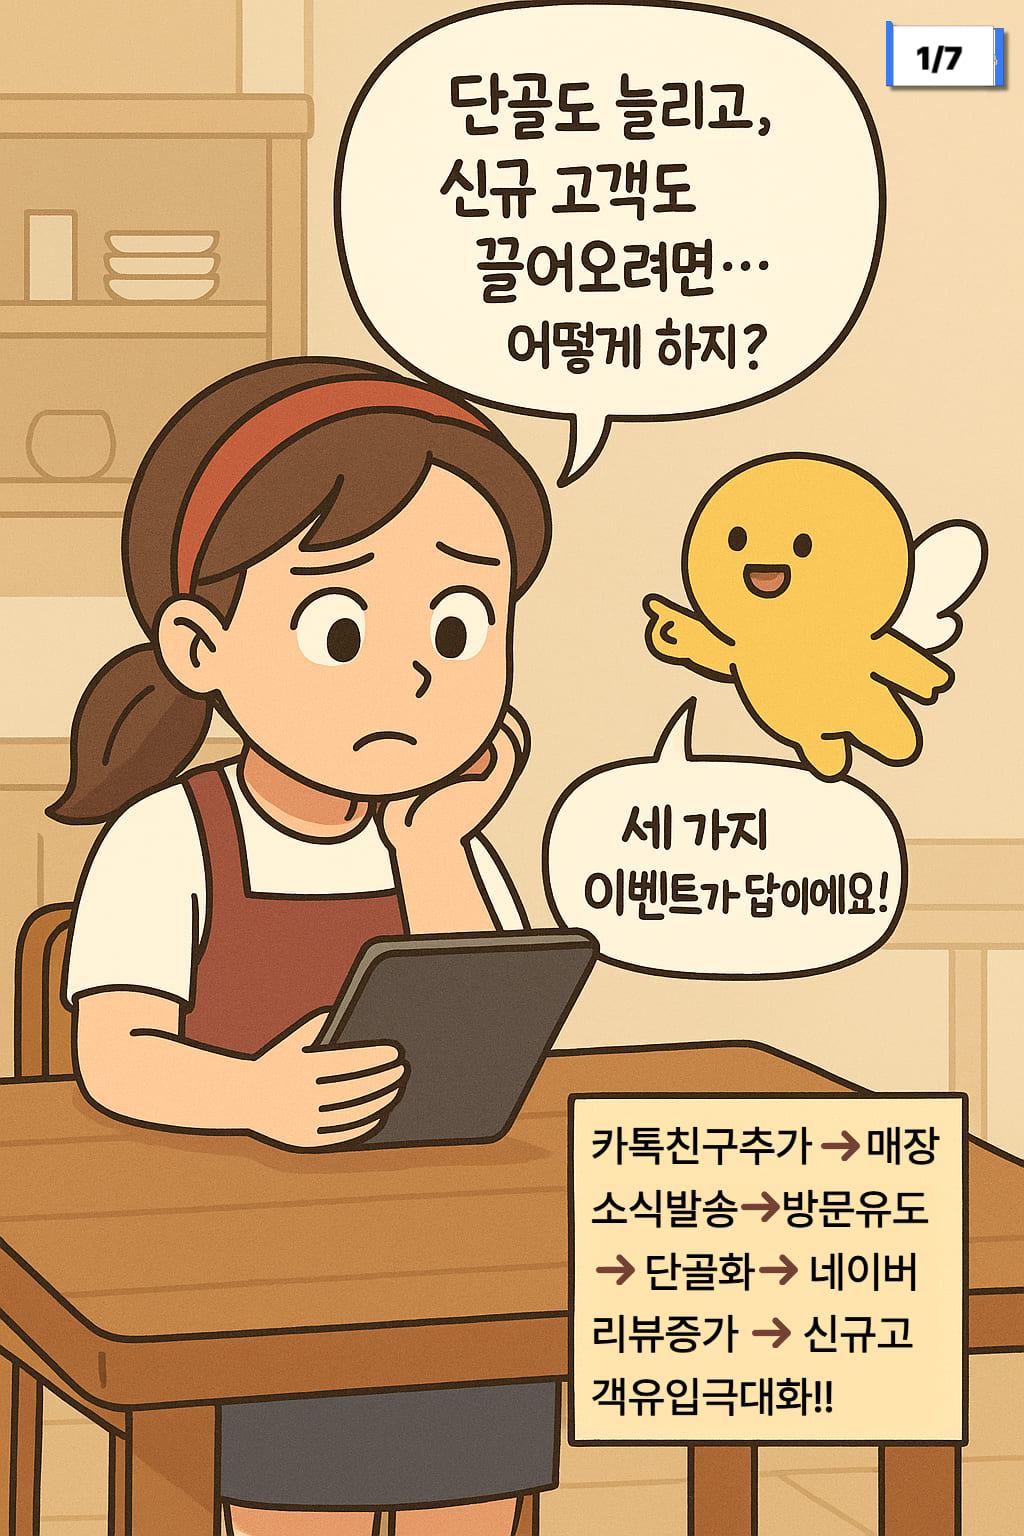 1/7
단골도 늘리고,
신규 고객도
끌어오려면…
어떻게 하지?
세 가지
이벤트가 답이에요!
카톡친구추가 → 매장
소식발송 → 방문유도
→ 단골화 → 네이버
리뷰증가 → 신규고
객유입극대화!!